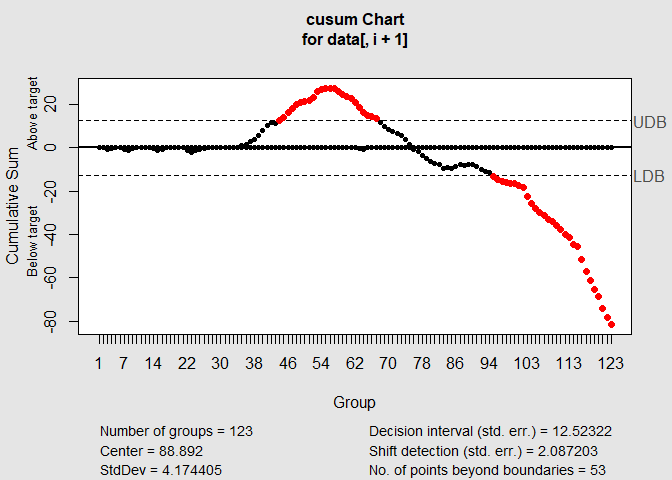 cusum Chart
for data[, i + 1]
Cumulative Sum
Above target
Below target
20
0
-20
-40
-60
-80
UDB
LDB
1 7 14 22 30 38 46 54 62 70 78 86 94 103 113 123
Group
Number of groups = 123
Center = 88.892
StdDev = 4.174405
Decision interval (std. err.) = 12.52322
Shift detection (std. err.) = 2.087203
No. of points beyond boundaries = 53